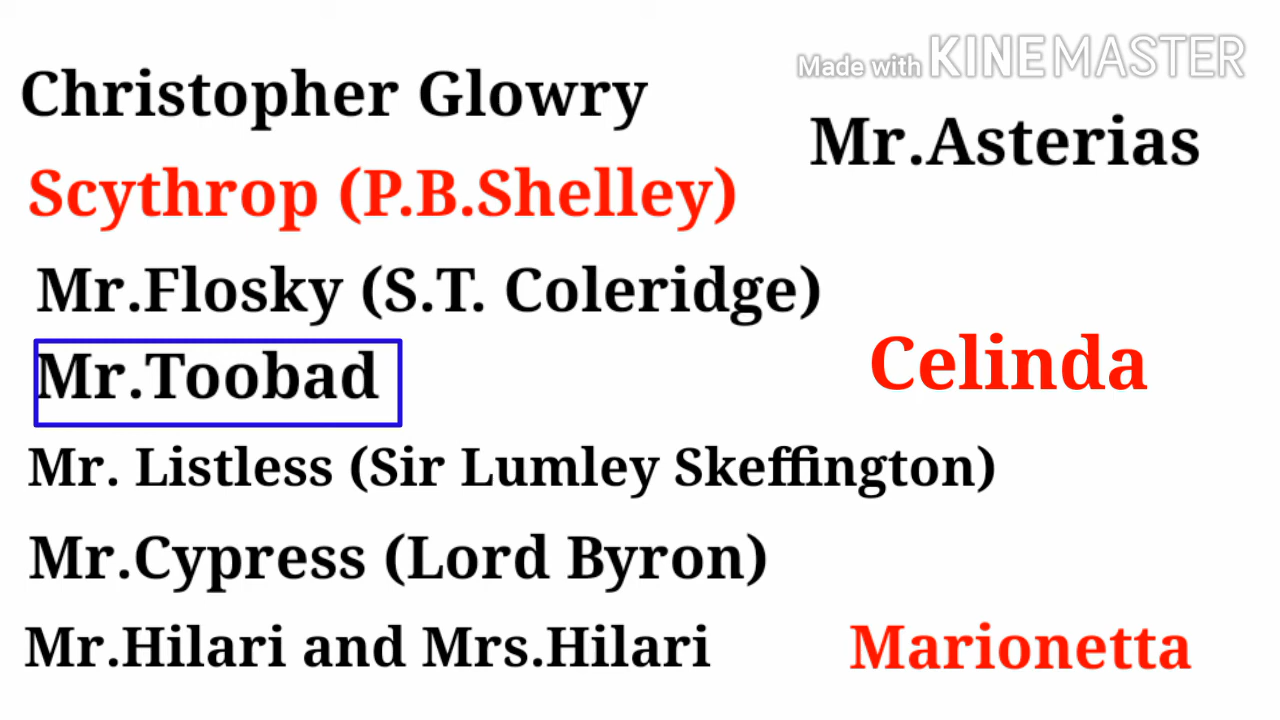 Made with KINEMASTER
Christopher Glowry
Mr.Asterias
Scythrop (P.B.Shelley)
Mr.Flosky (S.T. Coleridge)
Mr.Toobad
Celinda
Mr. Listless (Sir Lumley Skeffington)
Mr.Cypress (Lord Byron)
Mr.Hilari and Mrs.Hilari
Marionetta